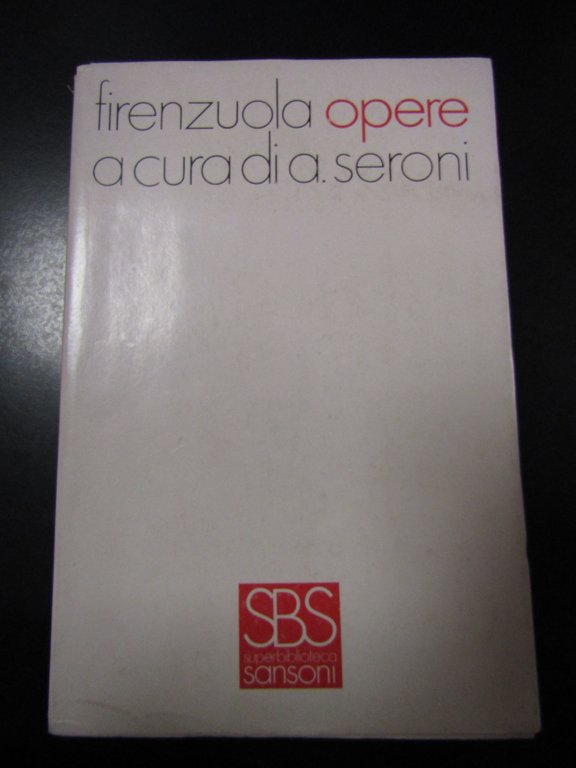 firenzuola opere
a cura di a. seroni
SBS
superbiblioteca
sansoni